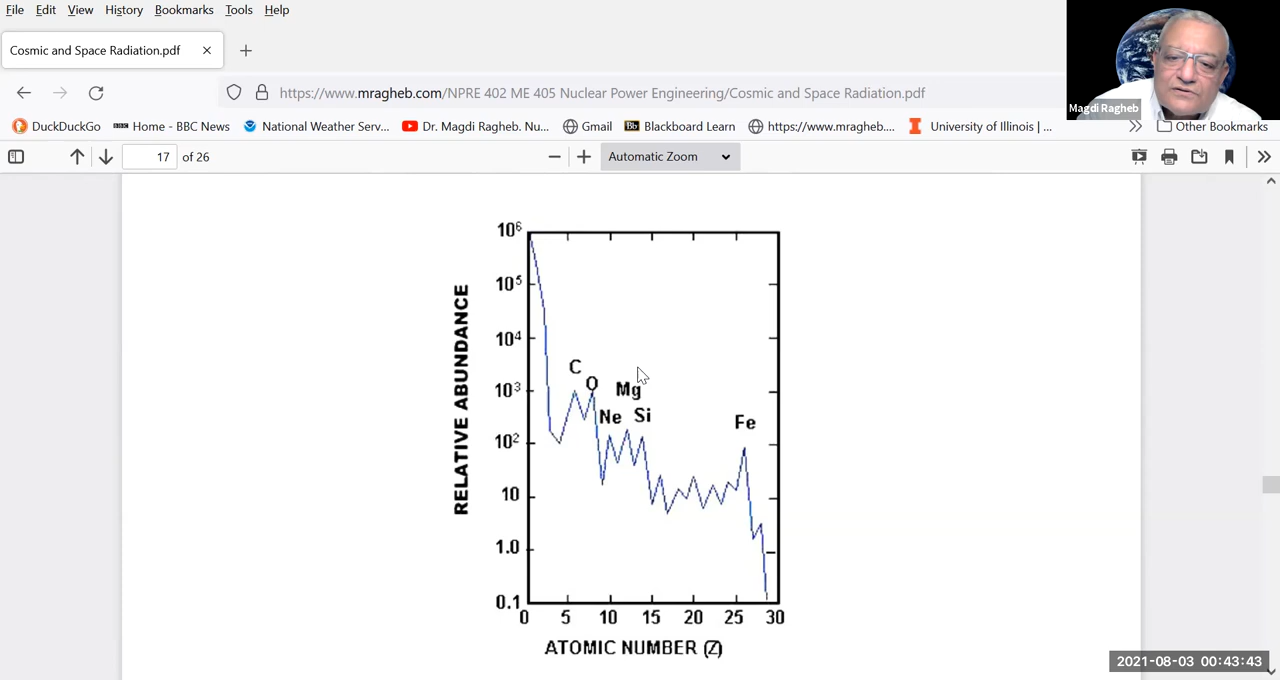 File Edit View History Bookmarks Tools Help
Cosmic and Space Radiation.pdf
https://www.mragheb.com/NPRE 402 ME 405 Nuclear Power Engineering/Cosmic and Space Radiation.pdf
Magdi Ragheb
DuckDuckGo BBC Home - BBC News National Weather Serv... Dr. Magdi Ragheb. Nu... Gmail Bb Blackboard Learn https://www.mragheb.... University of Illinois | ... Other Bookmarks
17 of 26 Automatic Zoom
10⁶
10⁵
10⁴
10³
10²
10
1.0
0.1
RELATIVE ABUNDANCE
C
O
Mg
Ne Si
Fe
0 5 10 15 20 25 30
ATOMIC NUMBER (Z)
2021-08-03 00:43:43